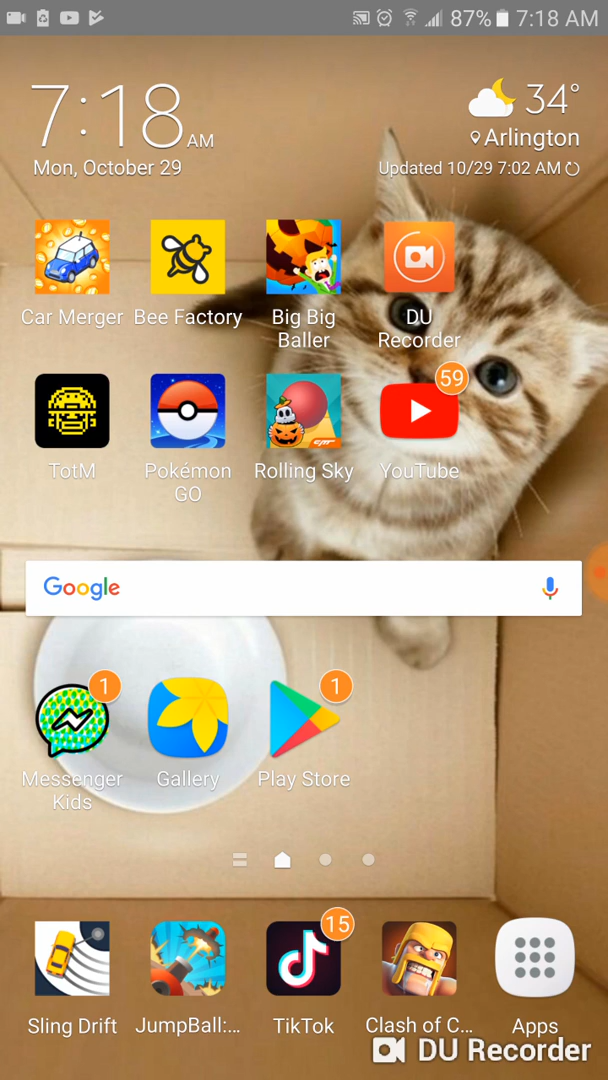 87% 7:18 AM
7:18 AM
34°
Arlington
Mon, October 29
Updated 10/29 7:02 AM
Car Merger
Bee Factory
Big Big
Baller
DU
Recorder
59
TotM
Pokémon
GO
Rolling Sky
YouTube
Google
1
1
Messenger
Kids
Gallery
Play Store
15
Sling Drift
JumpBall:...
TikTok
Clash of C...
Apps
DU Recorder